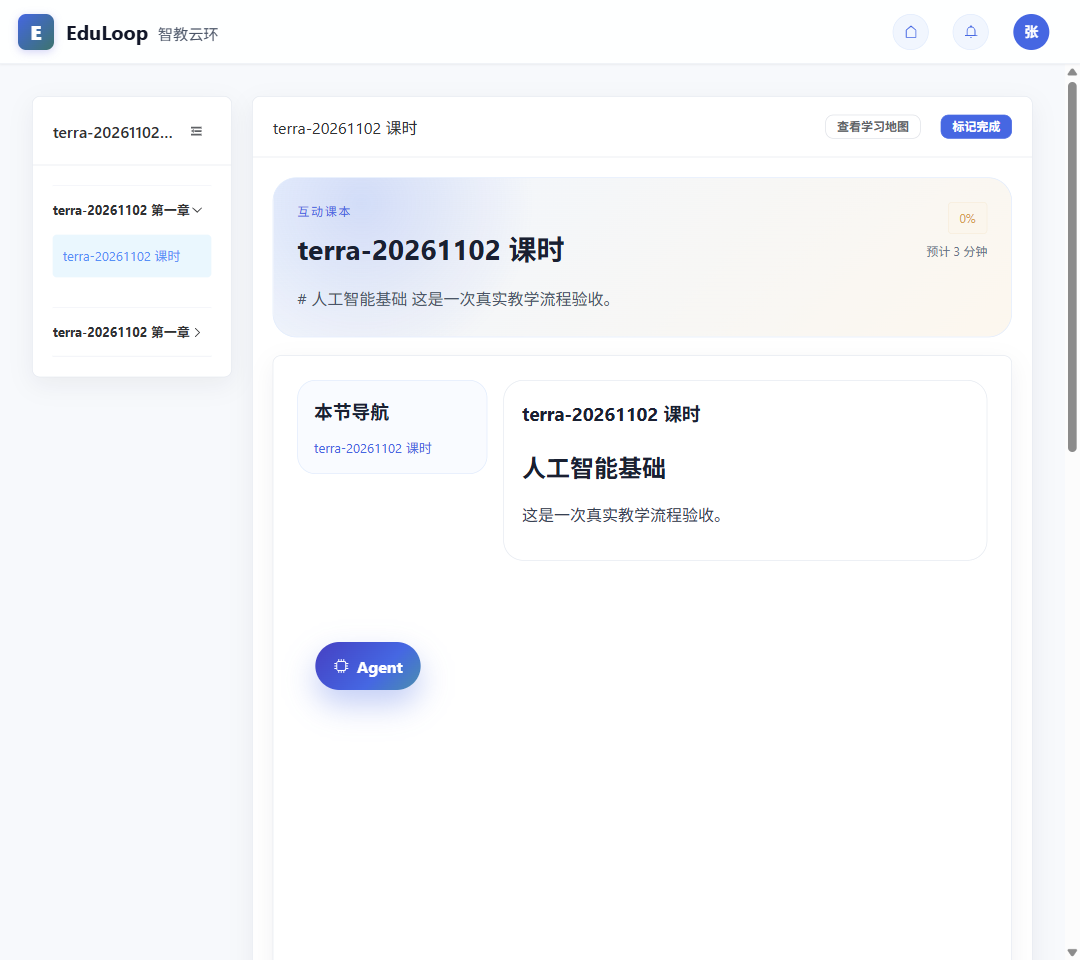 E EduLoop 智教云环 张
terra-20261102...
terra-20261102 第一章
terra-20261102 课时
terra-20261102 第一章
terra-20261102 课时 查看学习地图 标记完成
互动课本
terra-20261102 课时
# 人工智能基础 这是一次真实教学流程验收。
0%
预计 3 分钟
本节导航
terra-20261102 课时
terra-20261102 课时
人工智能基础
这是一次真实教学流程验收。
Agent